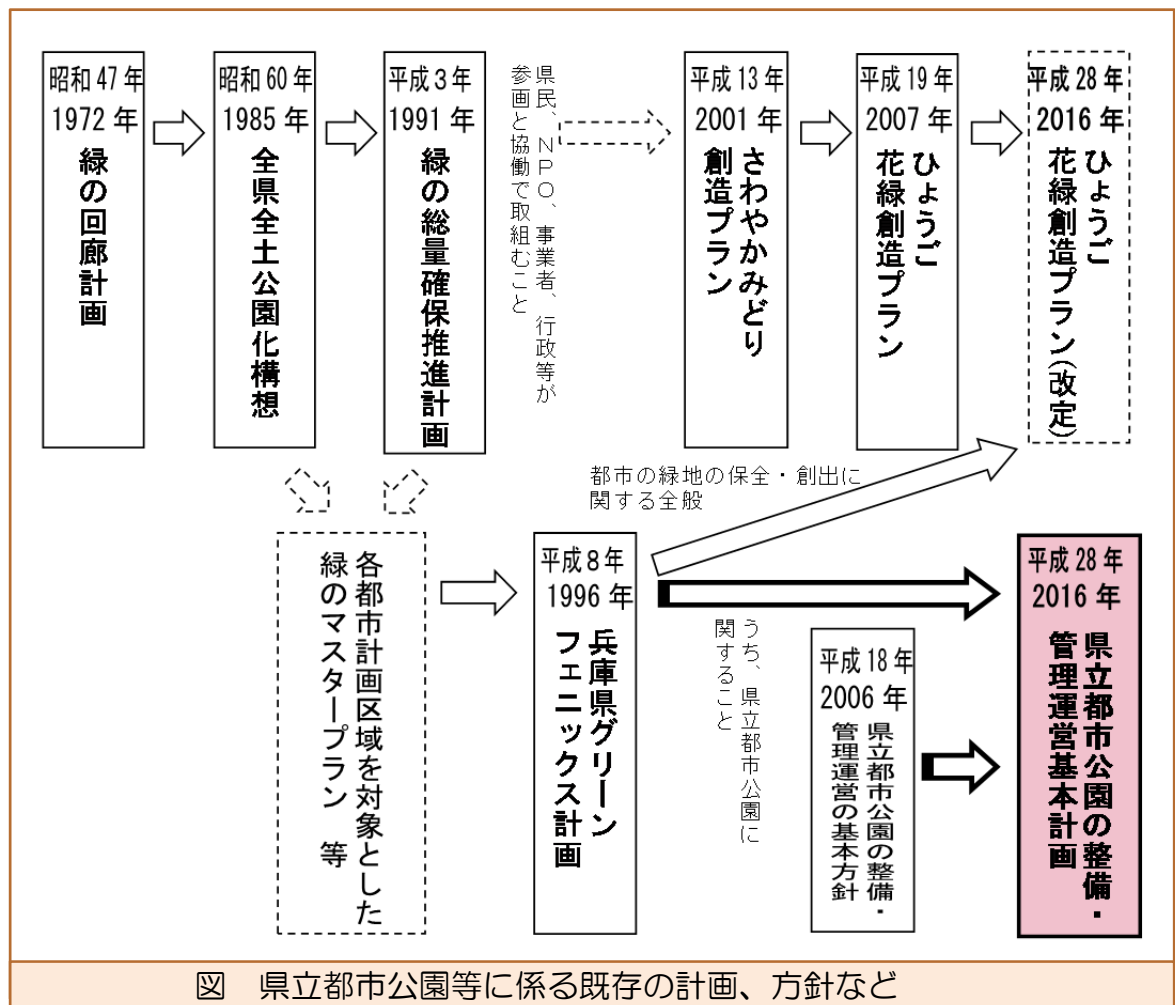 昭和47年
1972年
緑の回廊計画
昭和60年
1985年
全県全土公園化構想
平成3年
1991年
緑の総量確保推進計画
県民、NPO、事業者、行政等が
参画と協働で取組むこと
平成13年
2001年
さわやかみどり
創造プラン
平成19年
2007年
ひょうご
花緑創造プラン
平成28年
2016年
ひょうご
花緑創造プラン(改定)
都市の緑地の保全・創出に
関する全般
各都市計画区域を対象とした
緑のマスタープラン 等
平成8年
1996年
兵庫県グリーン
フェニックス計画
うち、県立都市公園に
関すること
平成18年
2006年
県立都市公園の整備・
管理運営の基本方針
平成28年
2016年
県立都市公園の整備・
管理運営基本計画
図 県立都市公園等に係る既存の計画、方針など